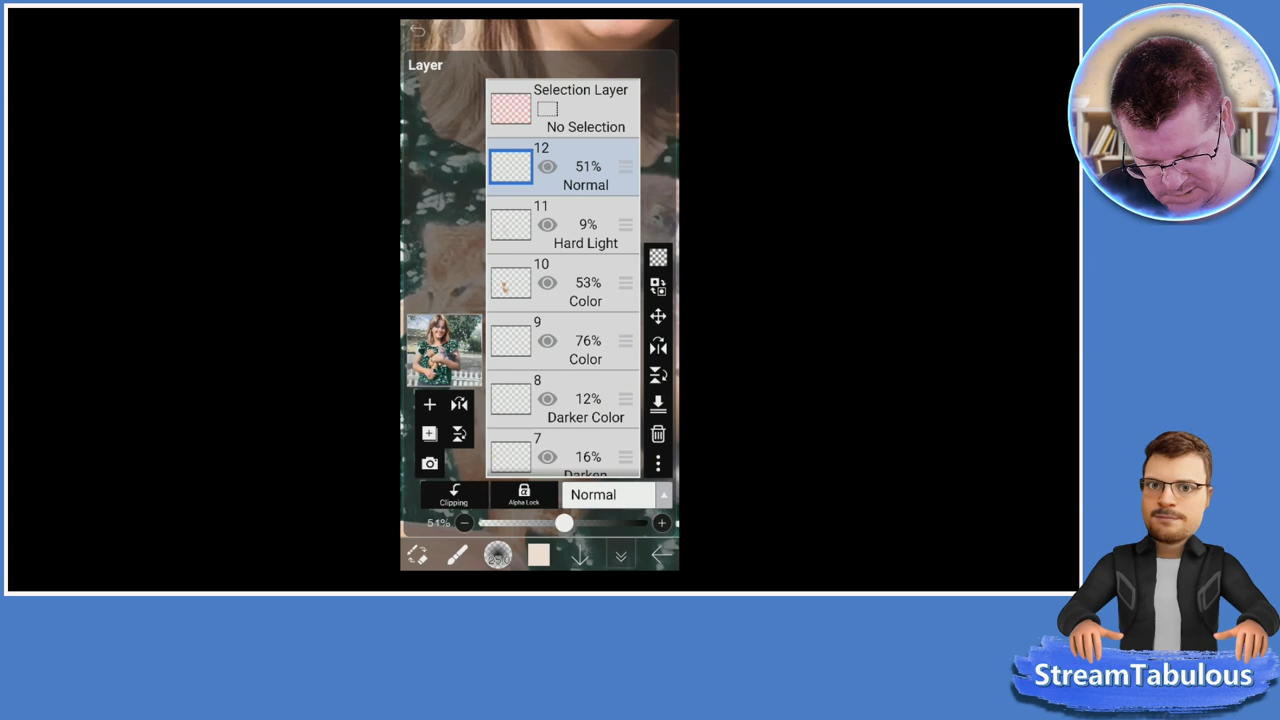 Layer
Selection Layer
No Selection
12
51%
Normal
11
9%
Hard Light
10
53%
Color
9
76%
Color
8
12%
Darker Color
7
16%
Darken
Clipping
Alpha Lock
Normal
51%
StreamTabulous